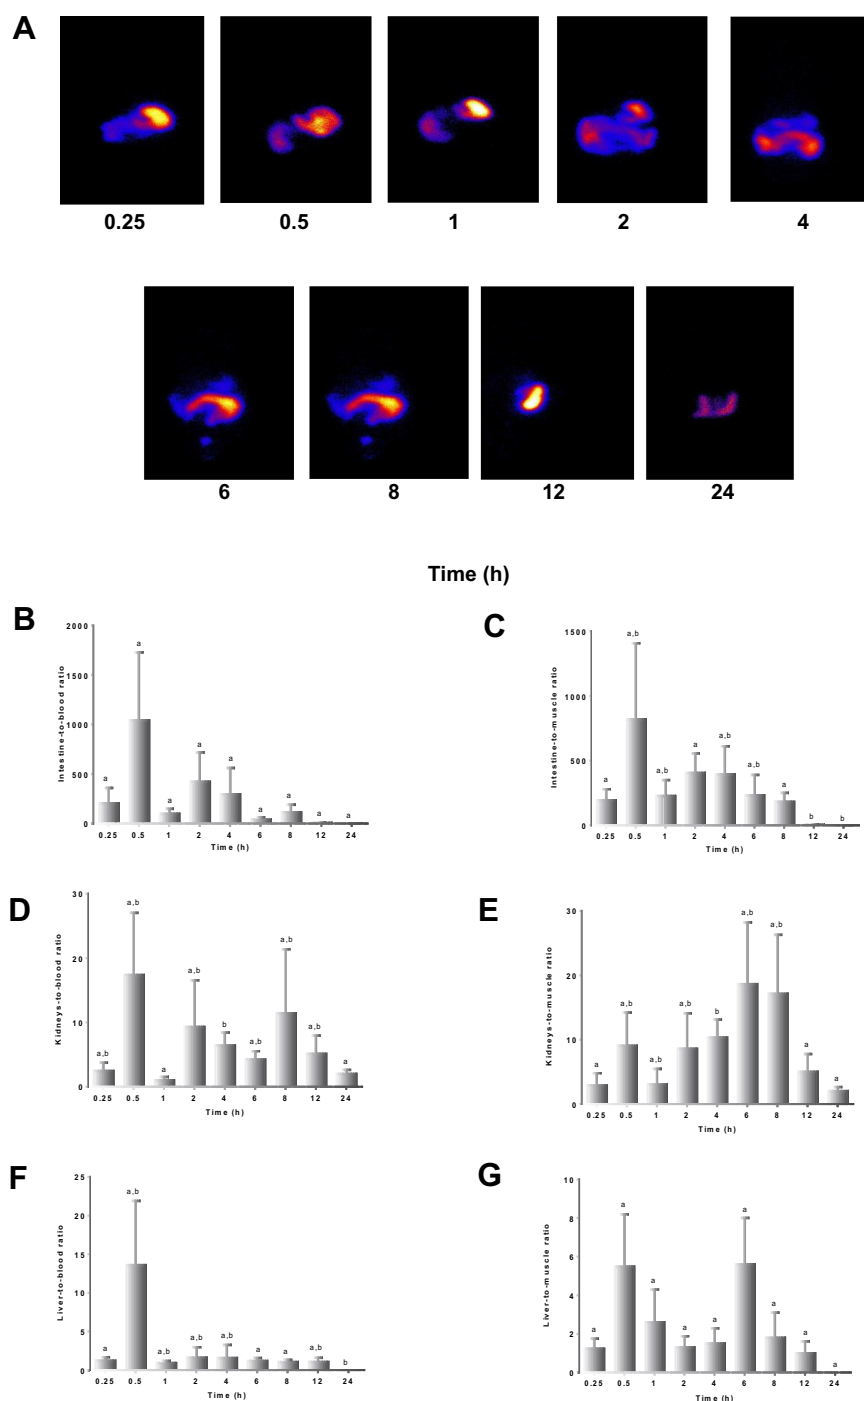 A
0.25 0.5 1 2 4
6 8 12 24
Time (h)
B
Intestine-to-blood ratio
2000
1500
1000
500
0
a a a a a a a a a
0.25 0.5 1 2 4 6 8 12 24
Time (h)
C
Intestine-to-muscle ratio
1500
1000
500
0
a a,b a,b a a,b a,b a b b
0.25 0.5 1 2 4 6 8 12 24
Time (h)
D
Kidneys-to-blood ratio
30
20
10
0
a,b a,b a a,b b a,b a,b a,b a
0.25 0.5 1 2 4 6 8 12 24
Time (h)
E
Kidneys-to-muscle ratio
30
20
10
0
a a,b a,b a,b b a,b a,b a a
0.25 0.5 1 2 4 6 8 12 24
Time (h)
F
Liver-to-blood ratio
25
20
15
10
5
0
a a,b a a,b a,b a a a,b b
0.25 0.5 1 2 4 6 8 12 24
Time (h)
G
Liver-to-muscle ratio
10
8
6
4
2
0
a a a a a a a a a
0.25 0.5 1 2 4 6 8 12 24
Time (h)